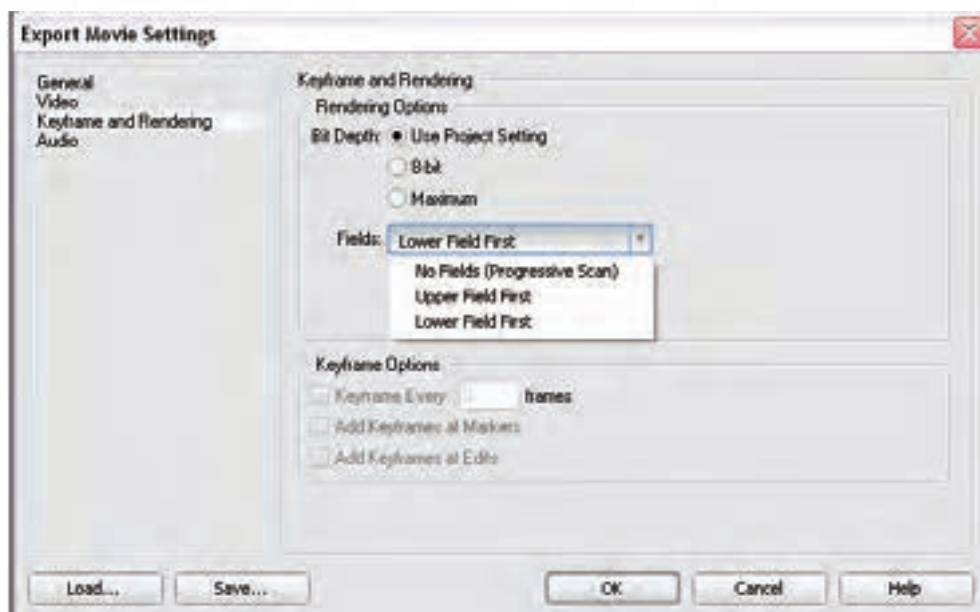 Export Movie Settings
General
Video
Keyframe and Rendering
Audio
Keyframe and Rendering
Rendering Options
Bit Depth: Use Project Setting
8-bit
Maximum
Fields: Lower Field First
No Fields (Progressive Scan)
Upper Field First
Lower Field First
Keyframe Options
Keyframe Every frames
Add Keyframes at Markers
Add Keyframes at Edits
Load... Save... OK Cancel Help